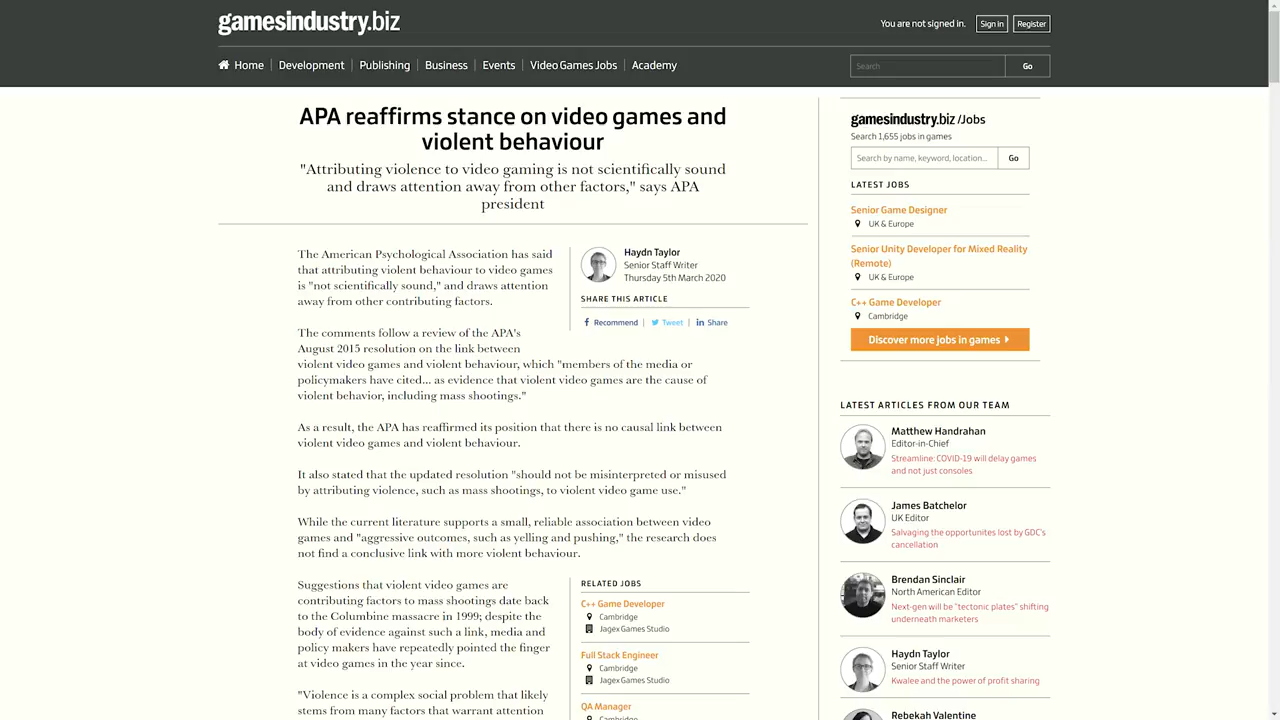 gamesindustry.biz
You are not signed in.
Sign in
Register
Home
Development
Publishing
Business
Events
Video Games Jobs
Academy
Search
Go
APA reaffirms stance on video games and
violent behaviour
"Attributing violence to video gaming is not scientifically sound
and draws attention away from other factors," says APA
president
The American Psychological Association has said
that attributing violent behaviour to video games
is "not scientifically sound," and draws attention
away from other contributing factors.
Haydn Taylor
Senior Staff Writer
Thursday 5th March 2020
SHARE THIS ARTICLE
Recommend
Tweet
Share
The comments follow a review of the APA's
August 2015 resolution on the link between
violent video games and violent behaviour, which "members of the media or
policymakers have cited... as evidence that violent video games are the cause of
violent behavior, including mass shootings."
As a result, the APA has reaffirmed its position that there is no causal link between
violent video games and violent behaviour.
It also stated that the updated resolution "should not be misinterpreted or misused
by attributing violence, such as mass shootings, to violent video game use."
While the current literature supports a small, reliable association between video
games and "aggressive outcomes, such as yelling and pushing," the research does
not find a conclusive link with more violent behaviour.
Suggestions that violent video games are
contributing factors to mass shootings date back
to the Columbine massacre in 1999; despite the
body of evidence against such a link, media and
policy makers have repeatedly pointed the finger
at video games in the year since.
"Violence is a complex social problem that likely
stems from many factors that warrant attention
RELATED JOBS
C++ Game Developer
Cambridge
Jagex Games Studio
Full Stack Engineer
Cambridge
Jagex Games Studio
QA Manager
Cambridge
gamesindustry.biz /Jobs
Search 1,655 jobs in games
Search by name, keyword, location...
Go
LATEST JOBS
Senior Game Designer
UK & Europe
Senior Unity Developer for Mixed Reality
(Remote)
UK & Europe
C++ Game Developer
Cambridge
Discover more jobs in games
LATEST ARTICLES FROM OUR TEAM
Matthew Handrahan
Editor-in-Chief
Streamline: COVID-19 will delay games
and not just consoles
James Batchelor
UK Editor
Salvaging the opportunites lost by GDC's
cancellation
Brendan Sinclair
North American Editor
Next-gen will be "tectonic plates" shifting
underneath marketers
Haydn Taylor
Senior Staff Writer
Kwalee and the power of profit sharing
Rebekah Valentine